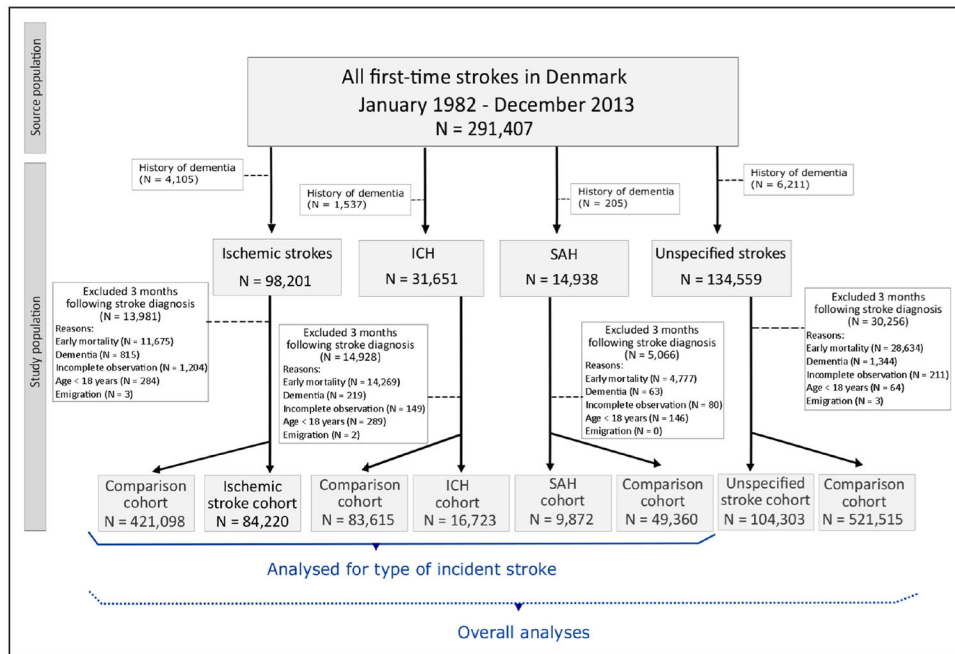 Source population
All first-time strokes in Denmark
January 1982 - December 2013
N = 291,407
Study population
History of dementia
(N = 4,105)
History of dementia
(N = 1,537)
History of dementia
(N = 205)
History of dementia
(N = 6,211)
Ischemic strokes
N = 98,201
ICH
N = 31,651
SAH
N = 14,938
Unspecified strokes
N = 134,559
Excluded 3 months
following stroke diagnosis
(N = 13,981)
Reasons:
Early mortality (N = 11,675)
Dementia (N = 815)
Incomplete observation (N = 1,204)
Age < 18 years (N = 284)
Emigration (N = 3)
Excluded 3 months
following stroke diagnosis
(N = 14,928)
Reasons:
Early mortality (N = 14,269)
Dementia (N = 219)
Incomplete observation (N = 149)
Age < 18 years (N = 289)
Emigration (N = 2)
Excluded 3 months
following stroke diagnosis
(N = 5,066)
Reasons:
Early mortality (N = 4,777)
Dementia (N = 63)
Incomplete observation (N = 80)
Age < 18 years (N = 146)
Emigration (N = 0)
Excluded 3 months
following stroke diagnosis
(N = 30,256)
Reasons:
Early mortality (N = 28,634)
Dementia (N = 1,344)
Incomplete observation (N = 211)
Age < 18 years (N = 64)
Emigration (N = 3)
Comparison
cohort
N = 421,098
Ischemic
stroke cohort
N = 84,220
Comparison
cohort
N = 83,615
ICH
cohort
N = 16,723
SAH
cohort
N = 9,872
Comparison
cohort
N = 49,360
Unspecified
stroke cohort
N = 104,303
Comparison
cohort
N = 521,515
Analysed for type of incident stroke
Overall analyses